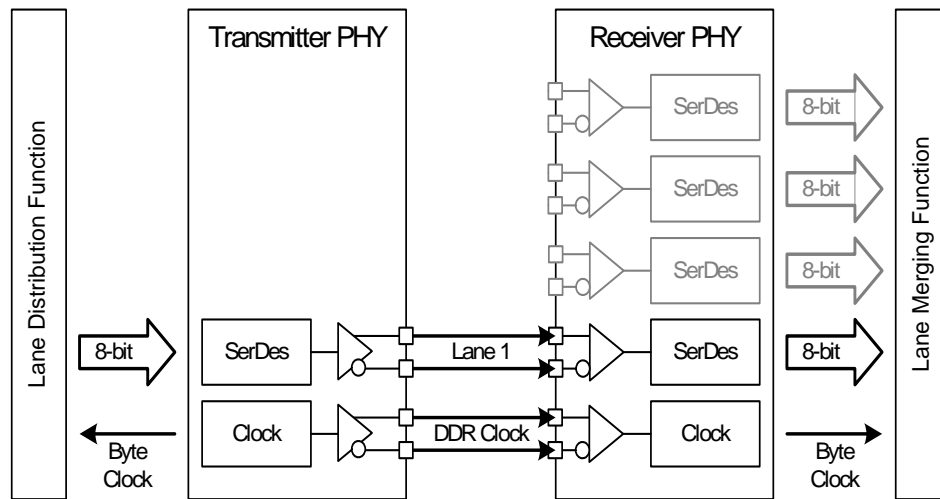 Transmitter PHY
Receiver PHY
SerDes
8-bit
SerDes
8-bit
SerDes
8-bit
Lane Distribution Function
8-bit
SerDes
Lane 1
SerDes
8-bit
Lane Merging Function
Byte
Clock
Clock
DDR Clock
Clock
Byte
Clock